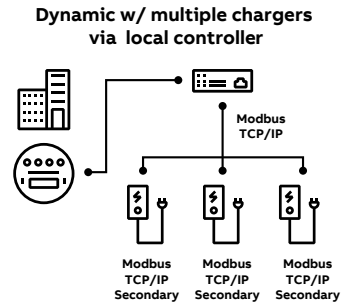 Dynamic w/ multiple chargers
via local controller
Modbus
TCP/IP
Modbus
TCP/IP
Secondary
Modbus
TCP/IP
Secondary
Modbus
TCP/IP
Secondary